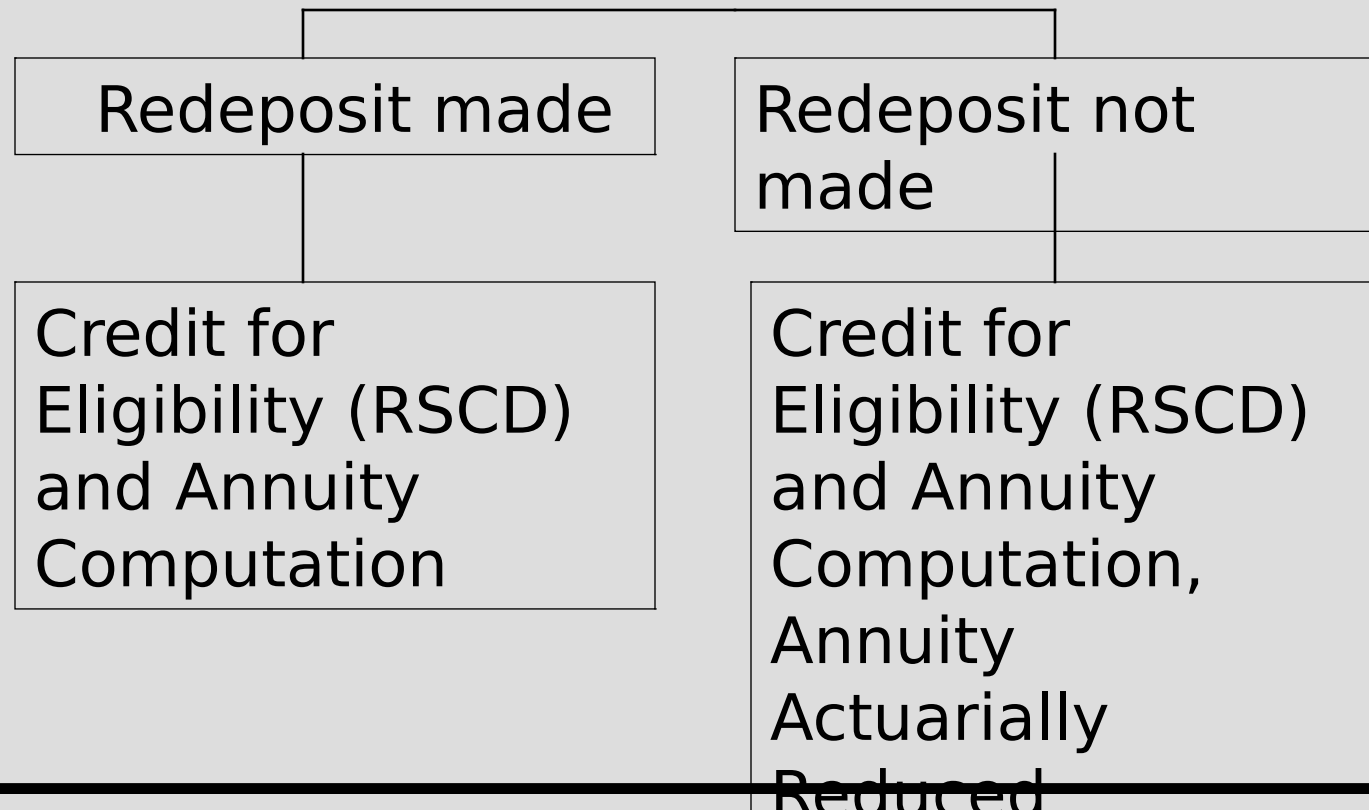 Redeposit made
Redeposit not
made
Credit for
Eligibility (RSCD)
and Annuity
Computation
Credit for
Eligibility (RSCD)
and Annuity
Computation,
Annuity
Actuarially
Reduced